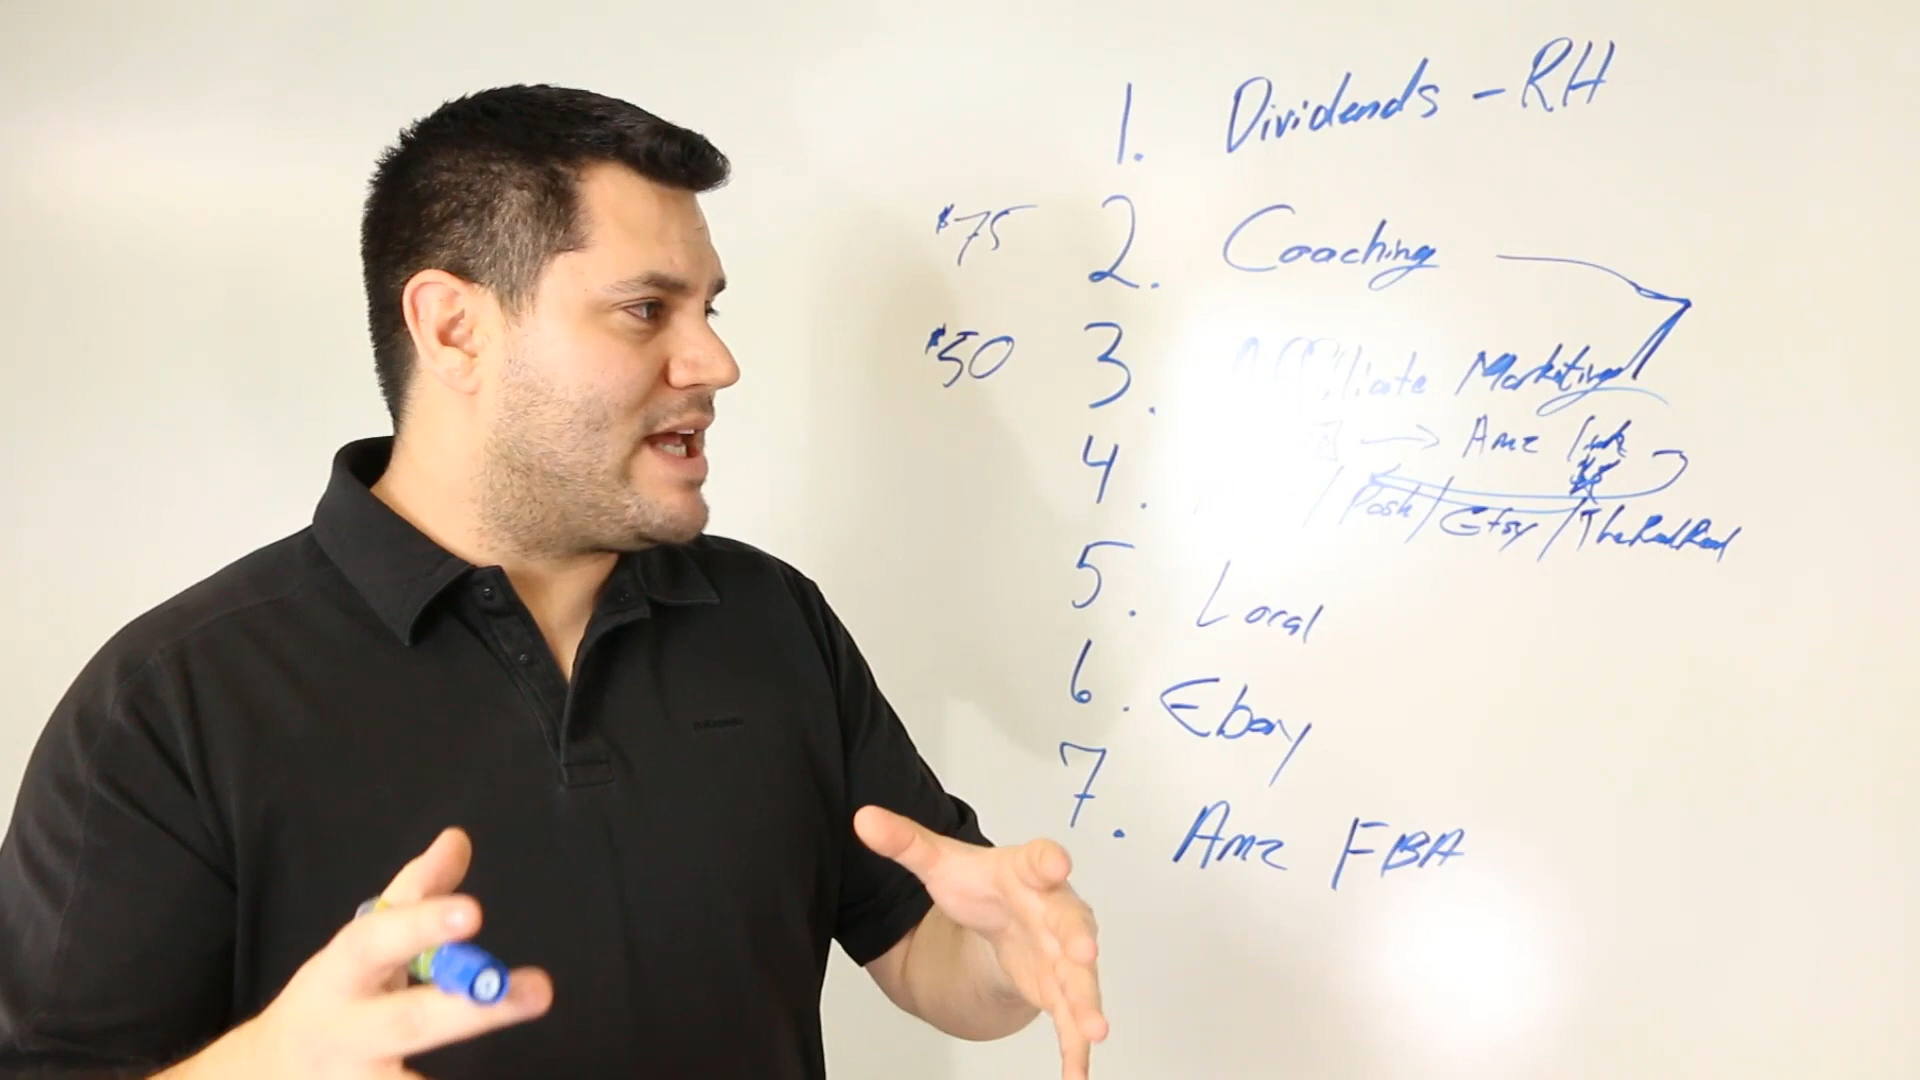 1. Dividends - RH
$75 2. Coaching
$50 3. Affiliate Marketing
→ Amz link
4. / Posh / Etsy / TheRealReal
5. Local
6. Ebay
7. Amz FBA